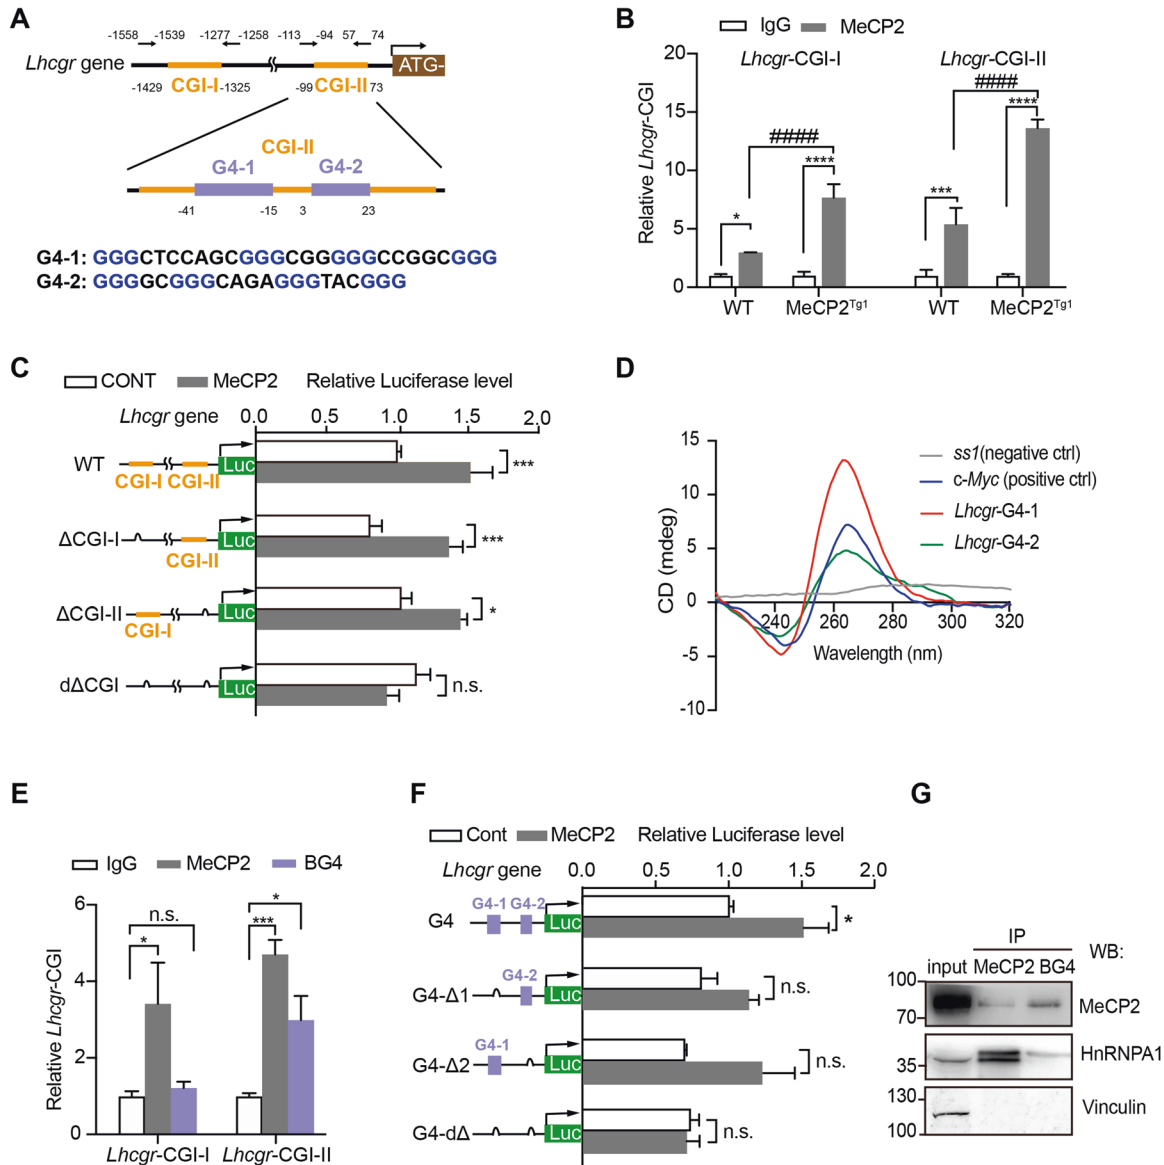 A
-1558 -1539 -1277 -1258 -113 -94 57 74
Lhcgr gene ATG-
CGI-I CGI-II
-1429 -1325 -99 73
CGI-II
G4-1 G4-2
-41 -15 3 23
G4-1: GGGCTCCAGCGGGCGGGGGCCGGCGGG
G4-2: GGGGCGGGCAGAGGGTACGGG
B
IgG MeCP2
Lhcgr-CGI-I Lhcgr-CGI-II
Relative Lhcgr-CGI
20
15
10
5
0
* #### **** *** #### ****
WT MeCP2Tg1 WT MeCP2Tg1
C
CONT MeCP2 Relative Luciferase level
Lhcgr gene 0.0 0.5 1.0 1.5 2.0
WT Luc ***
CGI-I CGI-II
ΔCGI-I Luc ***
CGI-II
ΔCGI-II Luc *
CGI-I
dΔCGI Luc n.s.
D
CD (mdeg)
15
10
5
0
-5
-10
240 260 280 300 320
Wavelength (nm)
ss1(negative ctrl)
c-Myc (positive ctrl)
Lhcgr-G4-1
Lhcgr-G4-2
E
IgG MeCP2 BG4
Relative Lhcgr-CGI
6
4
2
0
n.s.
*
*
***
Lhcgr-CGI-I Lhcgr-CGI-II
F
Cont MeCP2 Relative Luciferase level
Lhcgr gene 0.0 0.5 1.0 1.5 2.0
G4-1 G4-2
G4 Luc *
G4-2
G4-Δ1 Luc n.s.
G4-1
G4-Δ2 Luc n.s.
G4-dΔ Luc n.s.
G
IP
input MeCP2 BG4 WB:
100
70 MeCP2
35 HnRNPA1
130
100 Vinculin